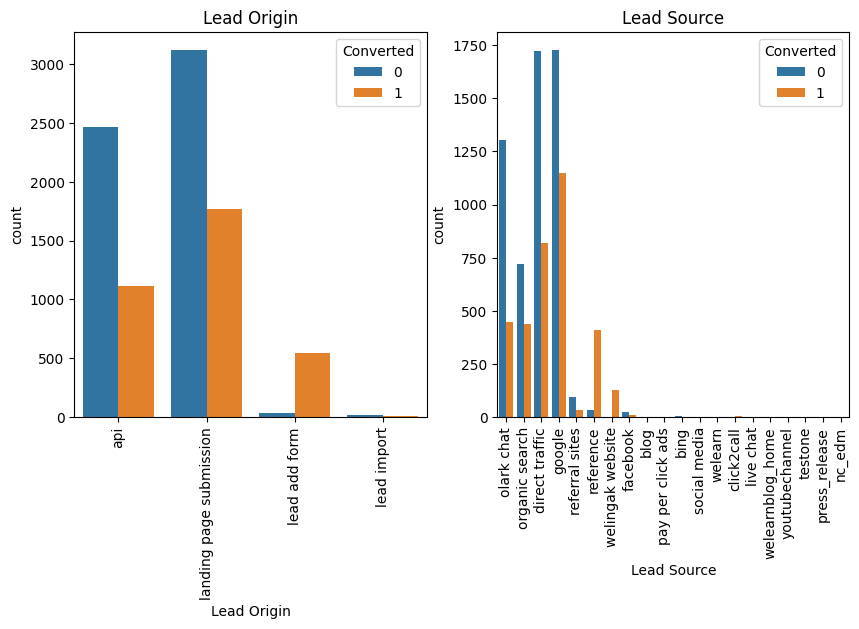 Lead Origin
Converted
0
1
3000
2500
2000
1500
1000
500
0
count
api
landing page submission
lead add form
lead import
Lead Origin
Lead Source
Converted
0
1
1750
1500
1250
1000
750
500
250
0
count
olark chat
organic search
direct traffic
google
referral sites
reference
welingak website
facebook
blog
pay per click ads
bing
social media
welearn
click2call
live chat
welearnblog_home
youtubechannel
testone
press_release
nc_edm
Lead Source